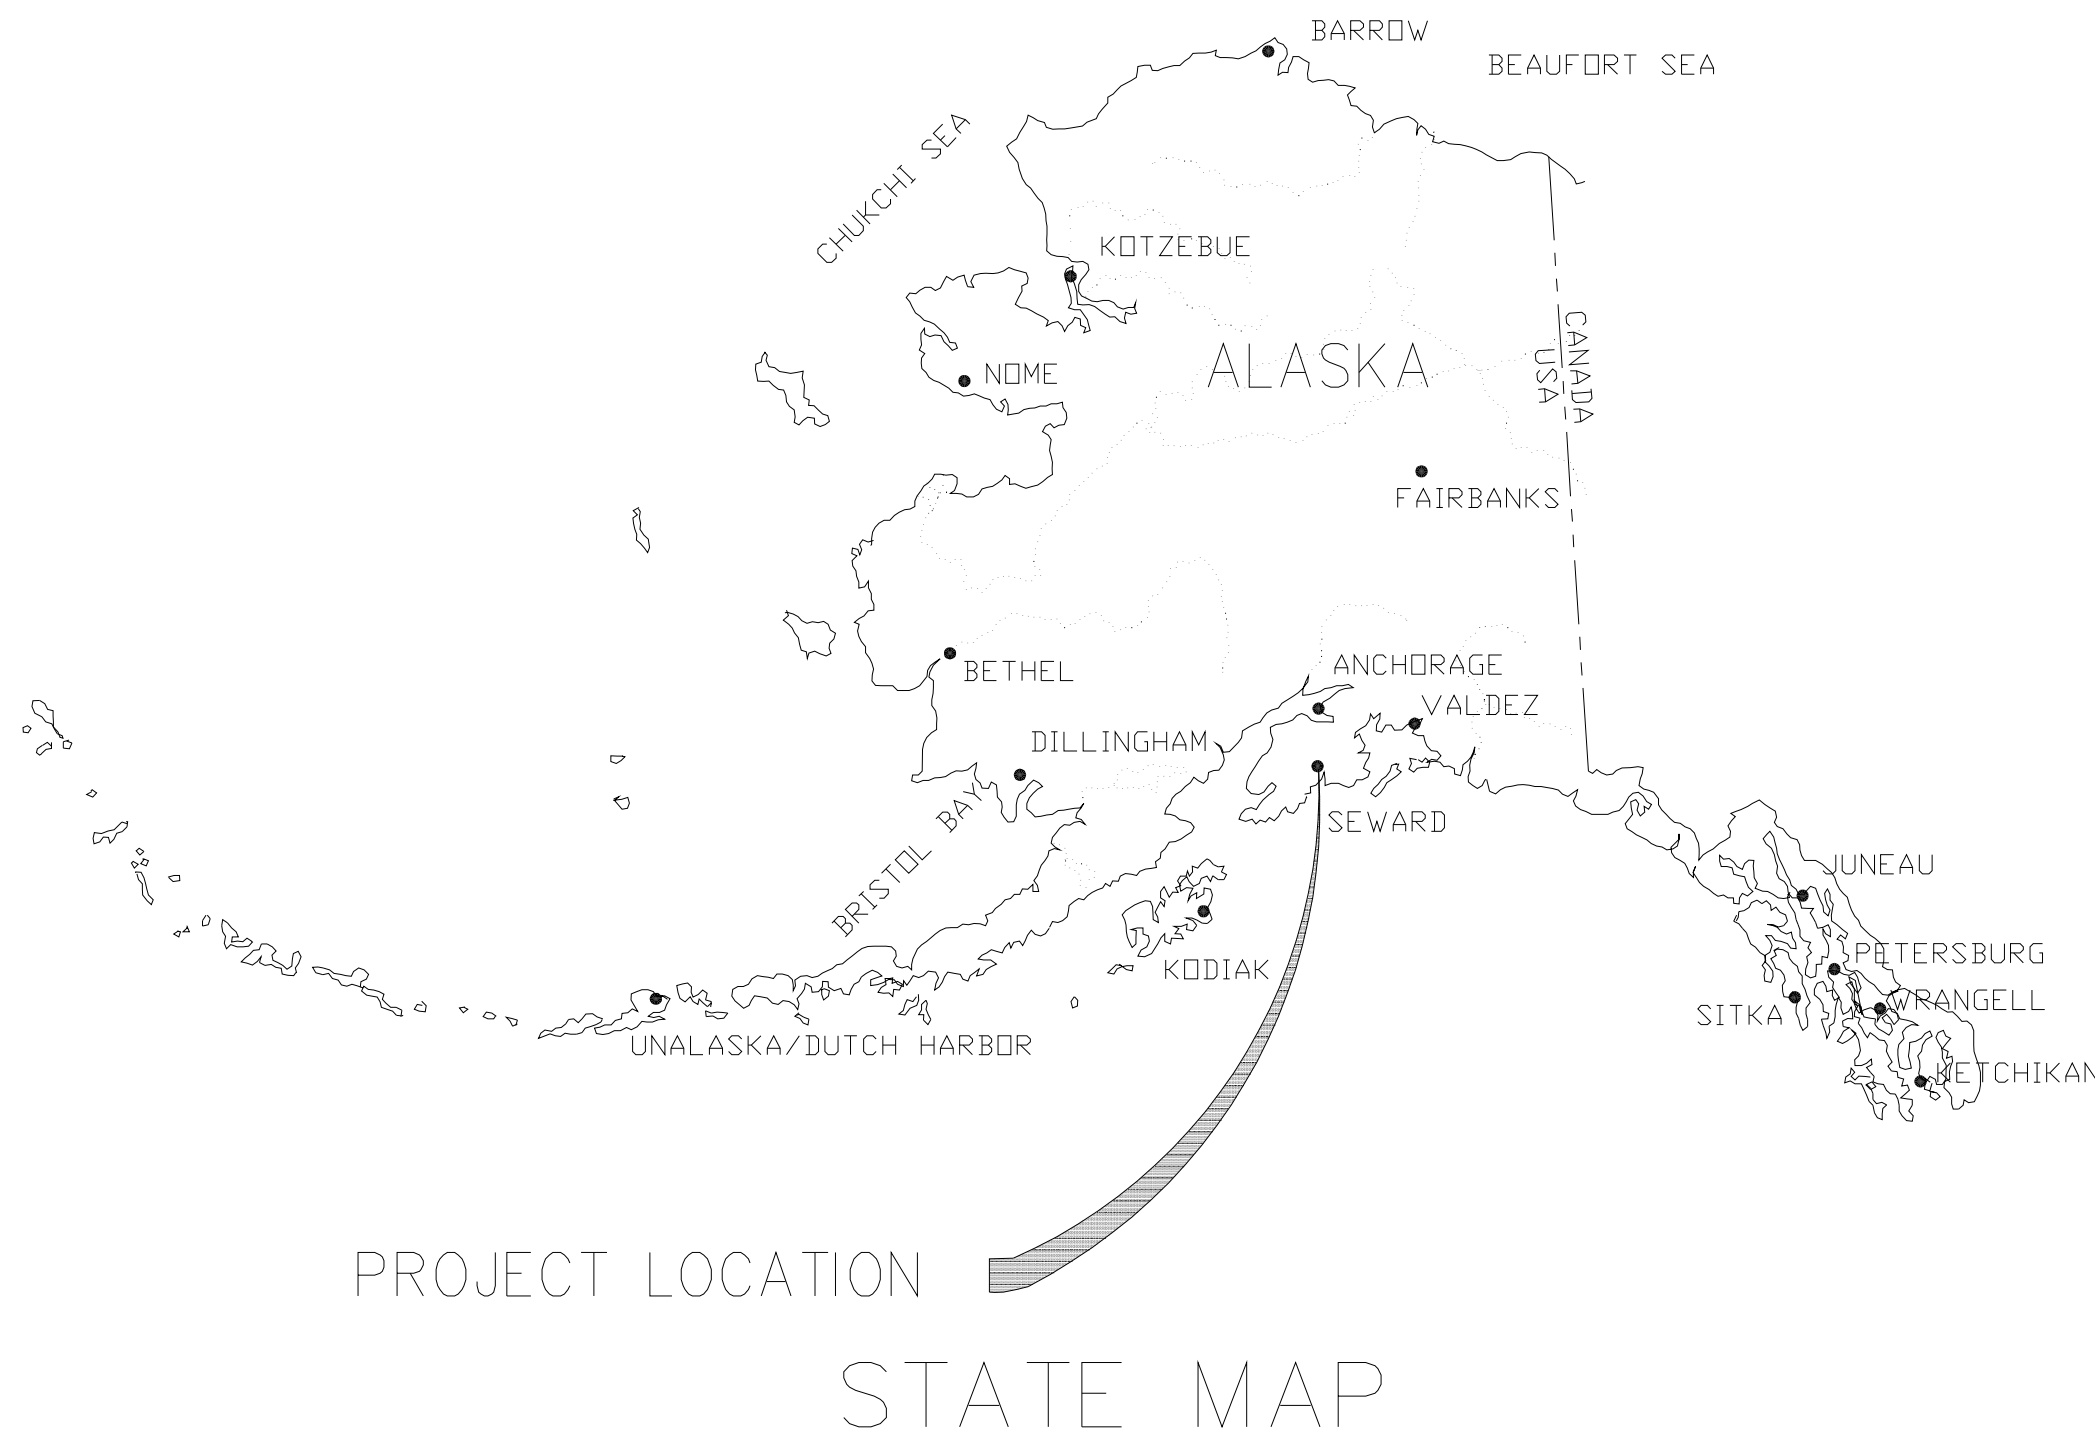 BARROW
BEAUFORT SEA
CHUKCHI SEA
KOTZEBUE
ALASKA
CANADA
USA
NOME
FAIRBANKS
ANCHORAGE
BETHEL
VALDEZ
DILLINGHAM
BRISTOL BAY
SEWARD
JUNEAU
PETERSBURG
KODIAK
WRANGELL
SITKA
UNALASKA/DUTCH HARBOR
KETCHIKAN
PROJECT LOCATION
STATE MAP